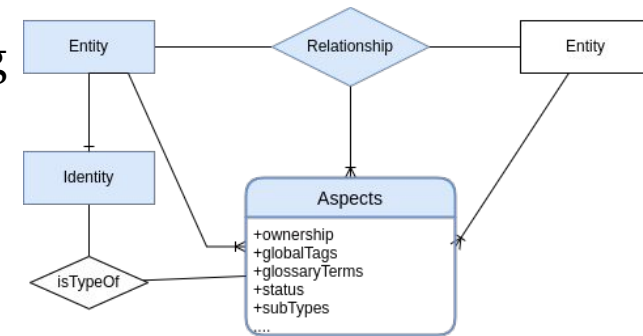 g
Entity
Relationship
Entity
Identity
Aspects
+ownership
+globalTags
+glossaryTerms
+status
+subTypes
....
isTypeOf